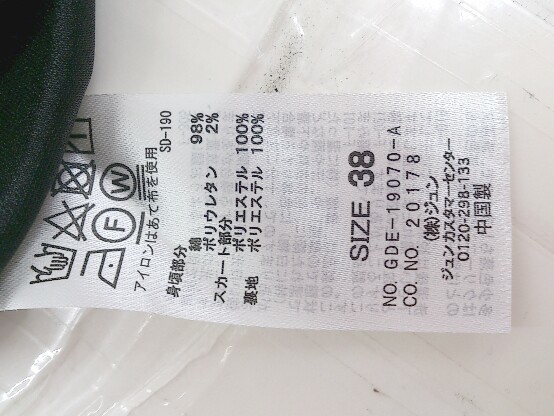 アイロンはあて布を使用
SD-190
身頃部分
綿 98%
ポリウレタン 2%
スカート部分
ポリエステル 100%
裏地 ポリエステル 100%
SIZE 38
NO. GDE-19070-A
CO. NO. 20178
(株)ジュン
ジュンカスタマーセンター
0120-298-133
中国製